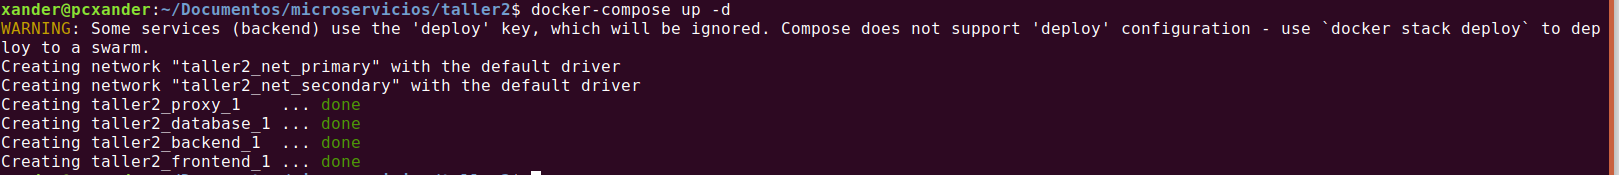 xander@pcxander:~/Documentos/microservicios/taller2$ docker-compose up -d
WARNING: Some services (backend) use the 'deploy' key, which will be ignored. Compose does not support 'deploy' configuration - use `docker stack deploy` to dep
loy to a swarm.
Creating network "taller2_net_primary" with the default driver
Creating network "taller2_net_secondary" with the default driver
Creating taller2_proxy_1    ... done
Creating taller2_database_1 ... done
Creating taller2_backend_1  ... done
Creating taller2_frontend_1 ... done